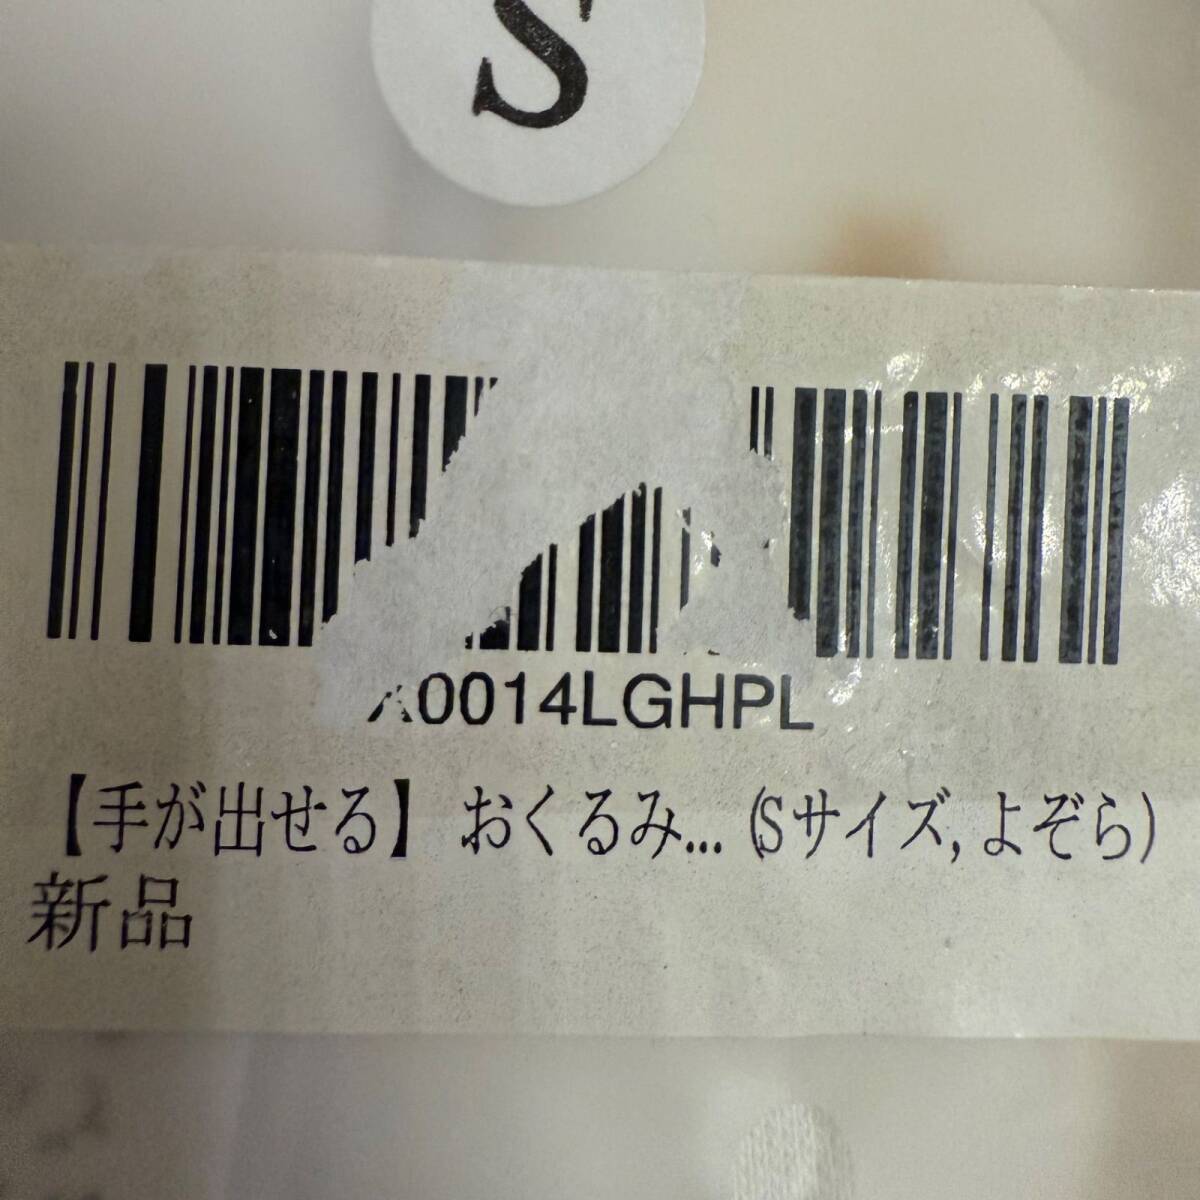 S
X0014LGHPL
【手が出せる】 おくるみ... (Sサイズ, よぞら)
新品